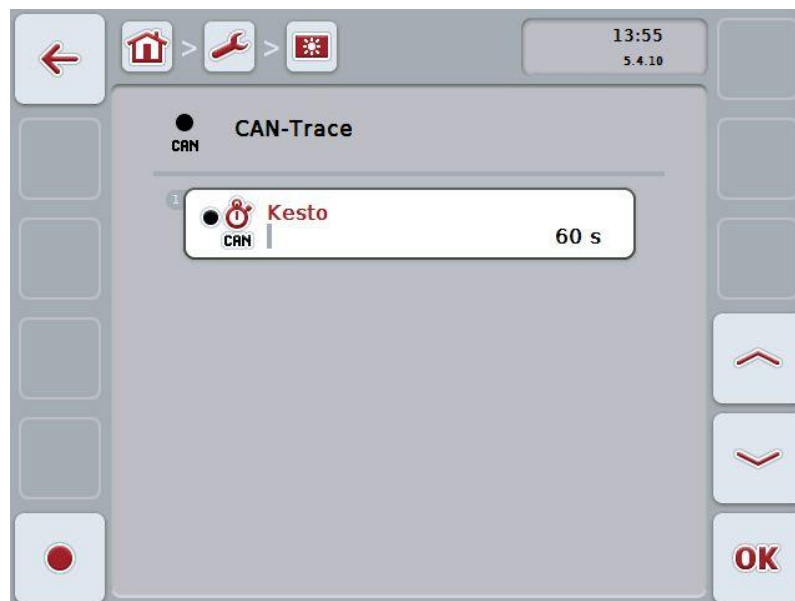 > >
13:55
5.4.10
CAN CAN-Trace
1
Kesto
CAN 60 s
OK